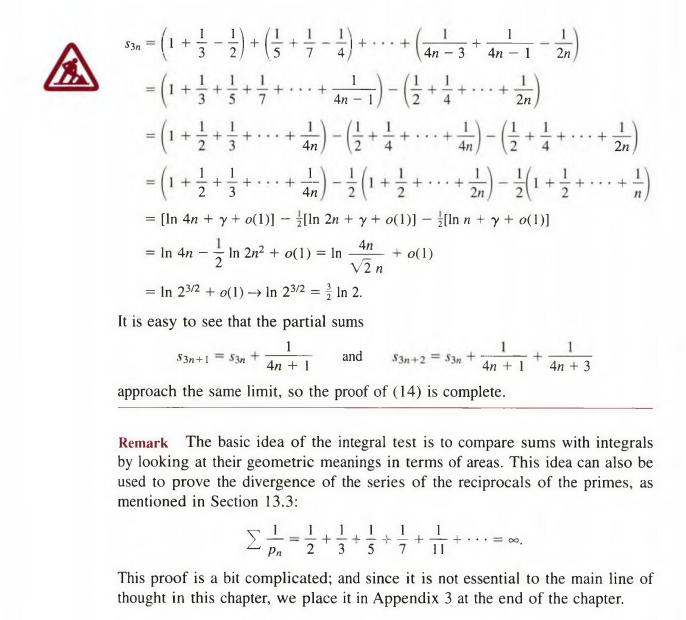 s₃ₙ = (1 + 1/3 − 1/2) + (1/5 + 1/7 − 1/4) + · · · + (1/(4n − 3) + 1/(4n − 1) − 1/2n)
= (1 + 1/3 + 1/5 + 1/7 + · · · + 1/(4n − 1)) − (1/2 + 1/4 + · · · + 1/2n)
= (1 + 1/2 + 1/3 + · · · + 1/4n) − (1/2 + 1/4 + · · · + 1/4n) − (1/2 + 1/4 + · · · + 1/2n)
= (1 + 1/2 + 1/3 + · · · + 1/4n) − 1/2(1 + 1/2 + · · · + 1/2n) − 1/2(1 + 1/2 + · · · + 1/n)
= [ln 4n + γ + o(1)] − ½[ln 2n + γ + o(1)] − ½[ln n + γ + o(1)]
= ln 4n − 1/2 ln 2n² + o(1) = ln 4n/(√2 n) + o(1)
= ln 2^(3/2) + o(1) → ln 2^(3/2) = 3/2 ln 2.
It is easy to see that the partial sums
s₃ₙ₊₁ = s₃ₙ + 1/(4n + 1) and s₃ₙ₊₂ = s₃ₙ + 1/(4n + 1) + 1/(4n + 3)
approach the same limit, so the proof of (14) is complete.
Remark The basic idea of the integral test is to compare sums with integrals
by looking at their geometric meanings in terms of areas. This idea can also be
used to prove the divergence of the series of the reciprocals of the primes, as
mentioned in Section 13.3:
∑ 1/pₙ = 1/2 + 1/3 + 1/5 + 1/7 + 1/11 + · · · = ∞.
This proof is a bit complicated; and since it is not essential to the main line of
thought in this chapter, we place it in Appendix 3 at the end of the chapter.